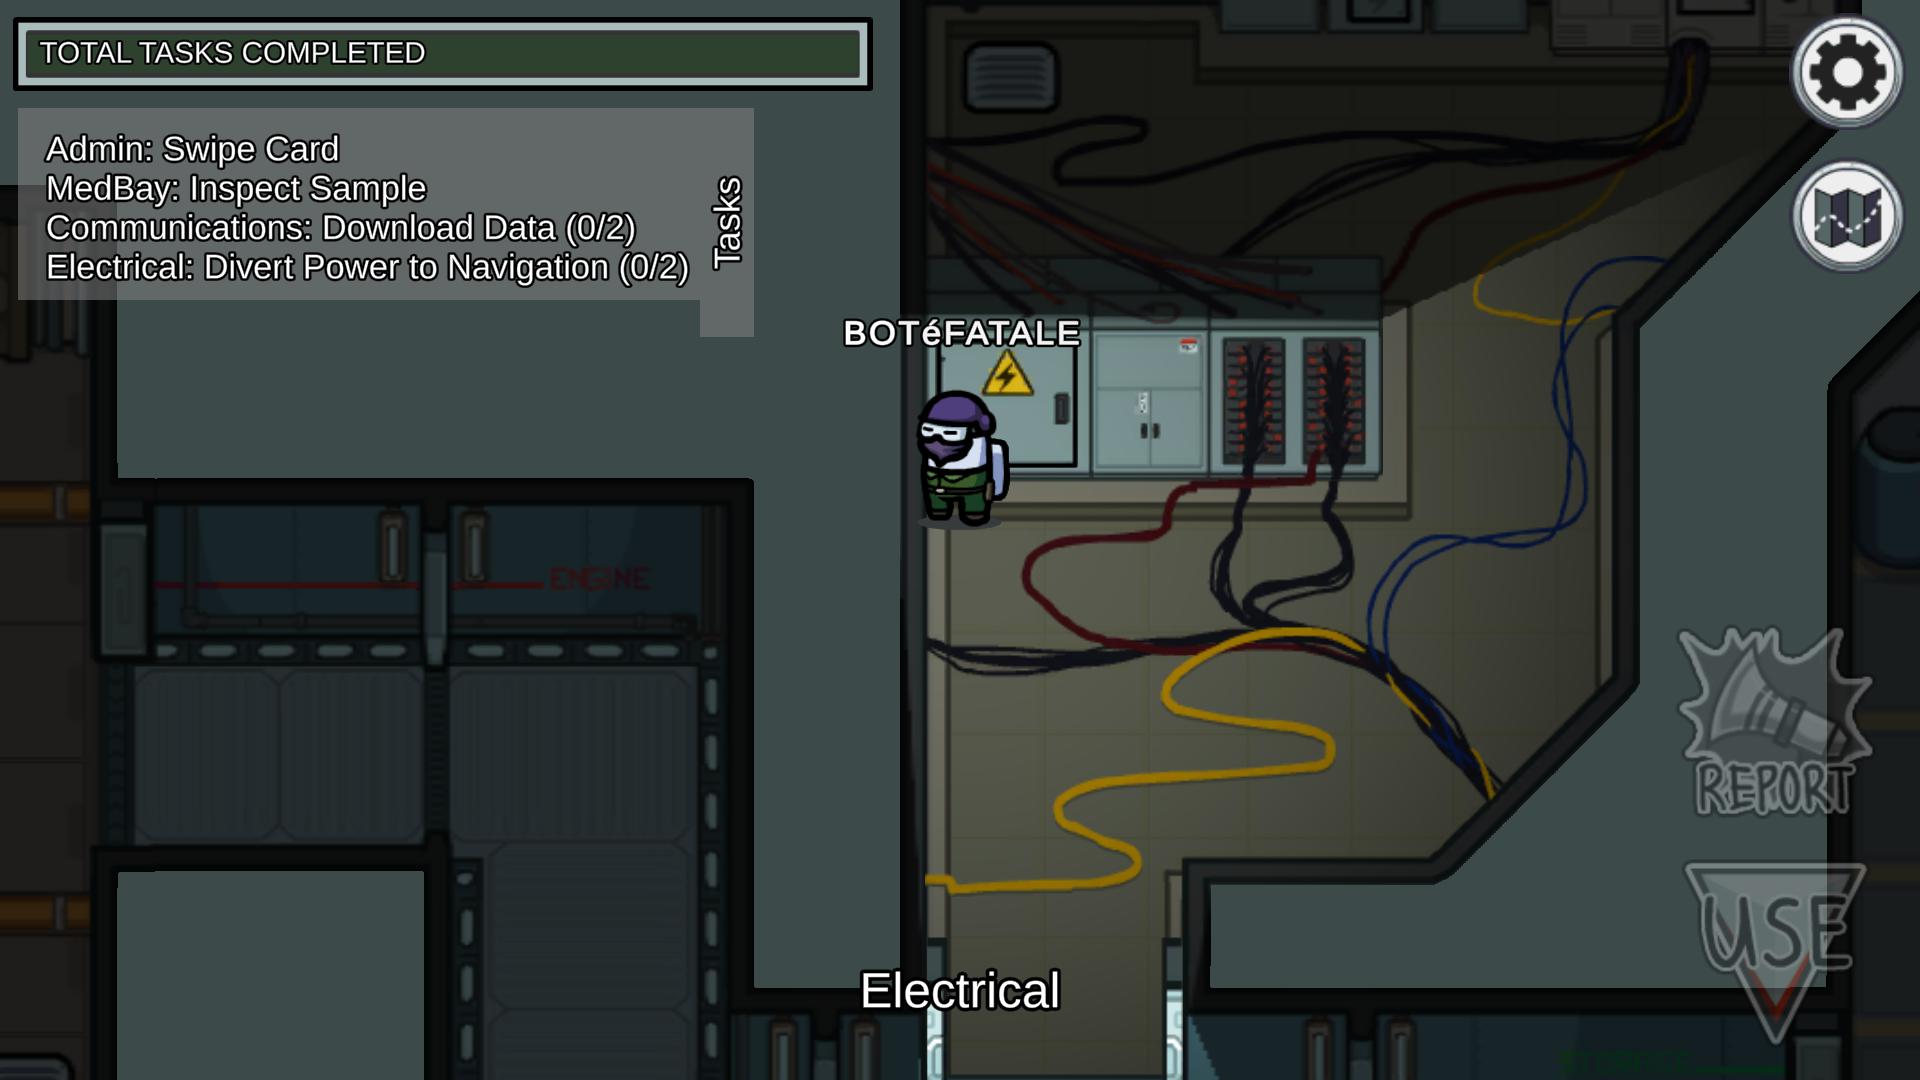 TOTAL TASKS COMPLETED
Admin: Swipe Card
MedBay: Inspect Sample
Communications: Download Data (0/2)
Electrical: Divert Power to Navigation (0/2)
Tasks
BOTéFATALE
ENGINE
REPORT
USE
Electrical
STORAGE